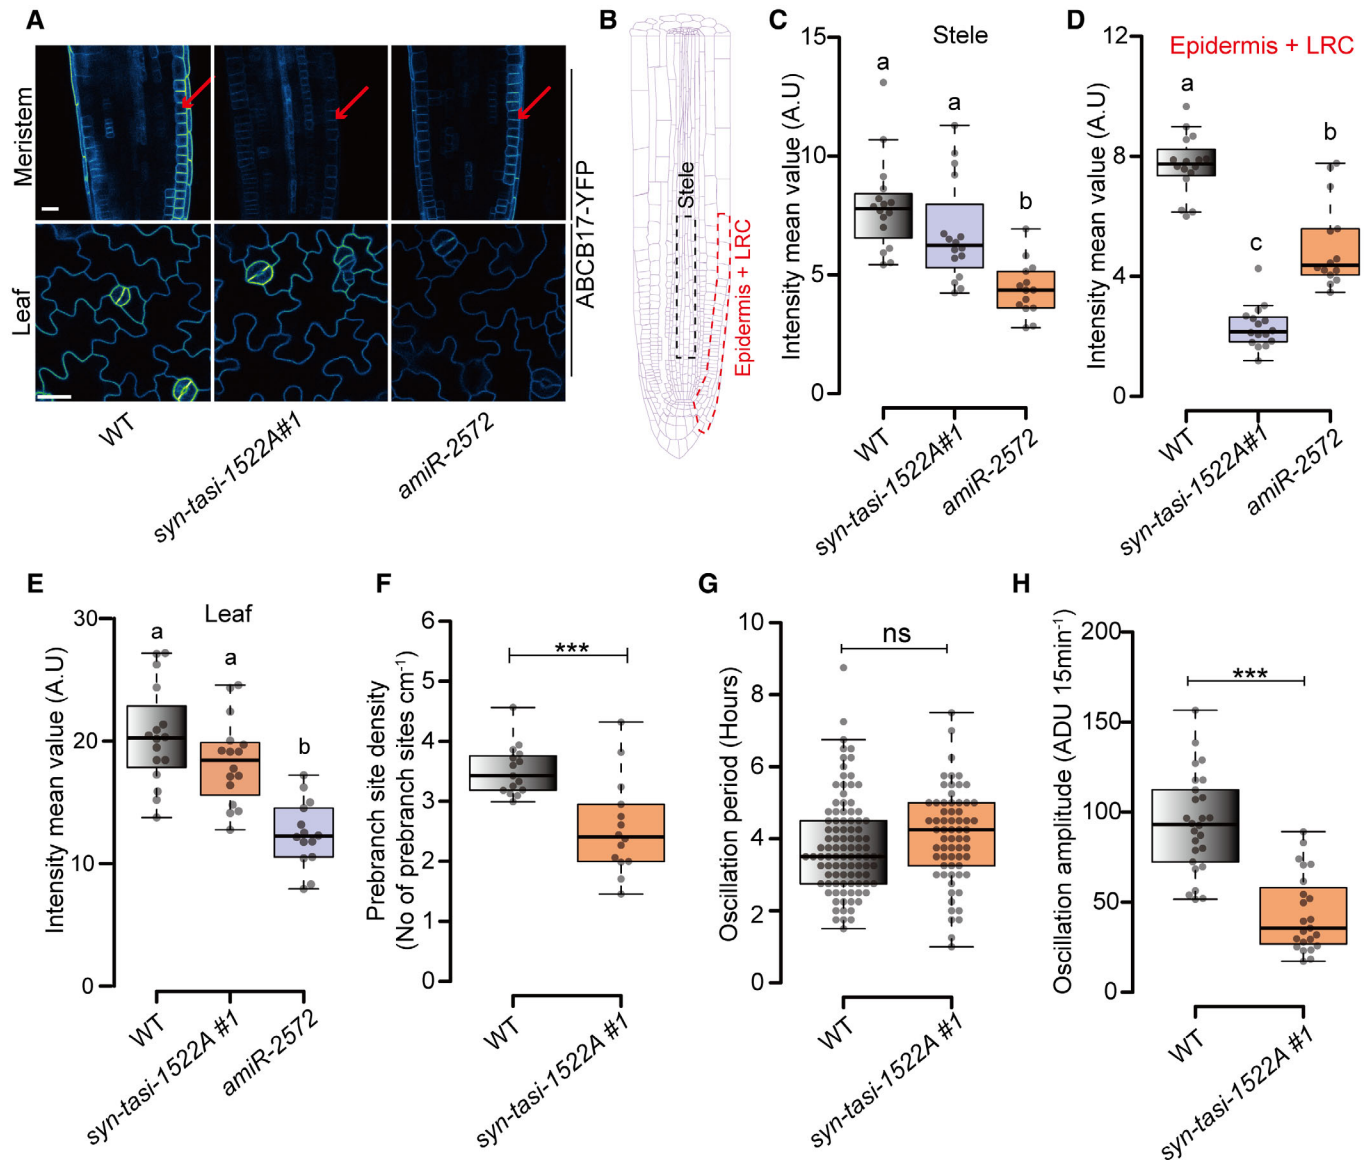 A
Meristem
Leaf
ABCB17-YFP
WT
syn-tasi-1522A#1
amiR-2572
B
Stele
Epidermis + LRC
C
Stele
Intensity mean value (A.U)
15
10
5
0
a
a
b
WT
syn-tasi-1522A#1
amiR-2572
D
Epidermis + LRC
Intensity mean value (A.U)
12
8
4
0
a
c
b
WT
syn-tasi-1522A#1
amiR-2572
E
Leaf
Intensity mean value (A.U)
30
20
10
0
a
a
b
WT
syn-tasi-1522A #1
amiR-2572
F
Prebranch site density
(No of prebranch sites cm⁻¹)
6
5
4
3
2
1
0
***
WT
syn-tasi-1522A #1
G
Oscillation period (Hours)
10
8
6
4
2
0
ns
WT
syn-tasi-1522A #1
H
Oscillation amplitude (ADU 15min⁻¹)
200
150
100
50
0
***
WT
syn-tasi-1522A #1